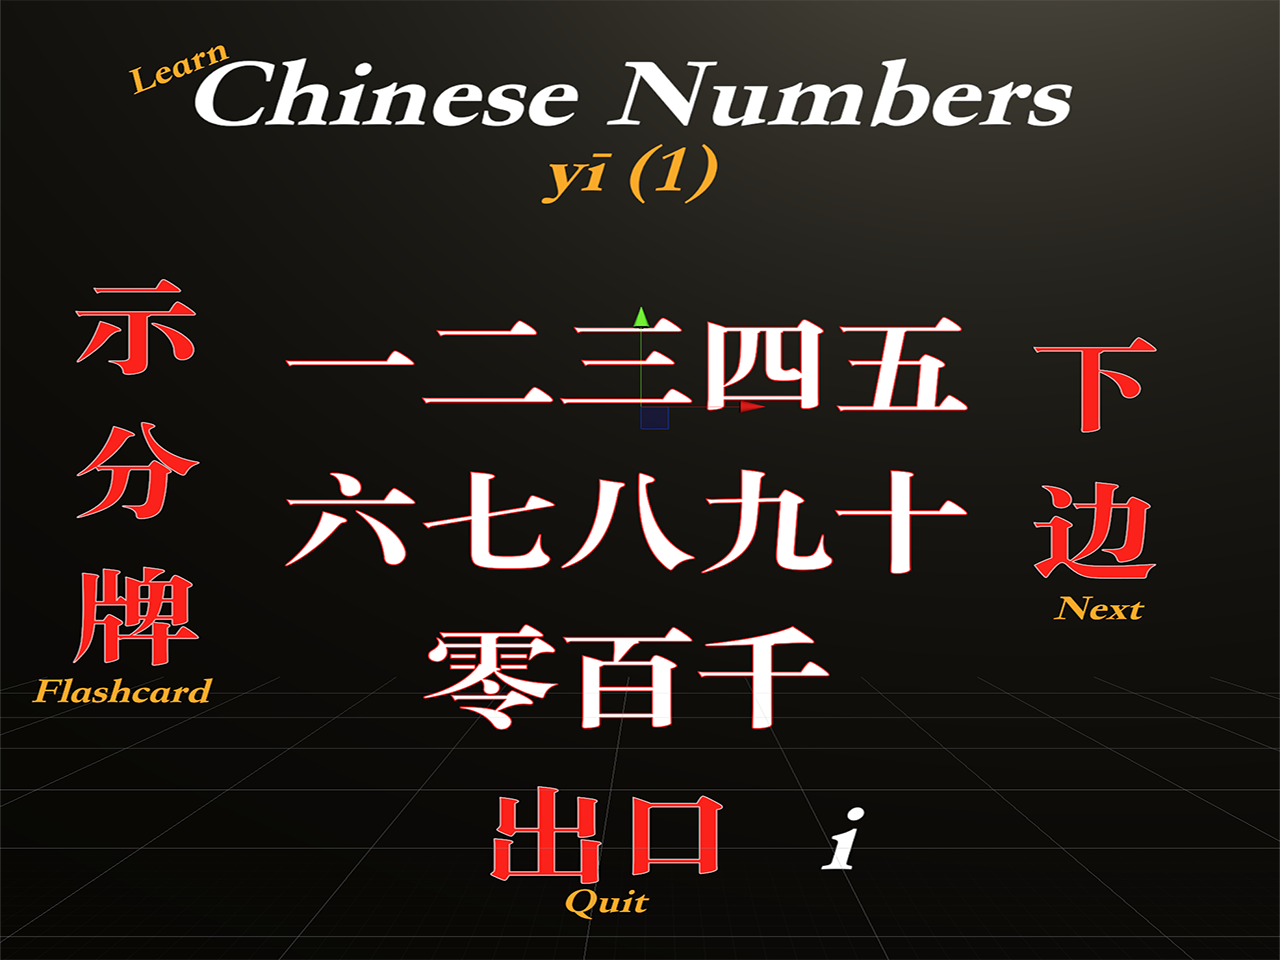 Learn
Chinese Numbers
yī (1)
示分牌
Flashcard
一二三四五
六七八九十
零百千
下边
Next
出口
Quit
i